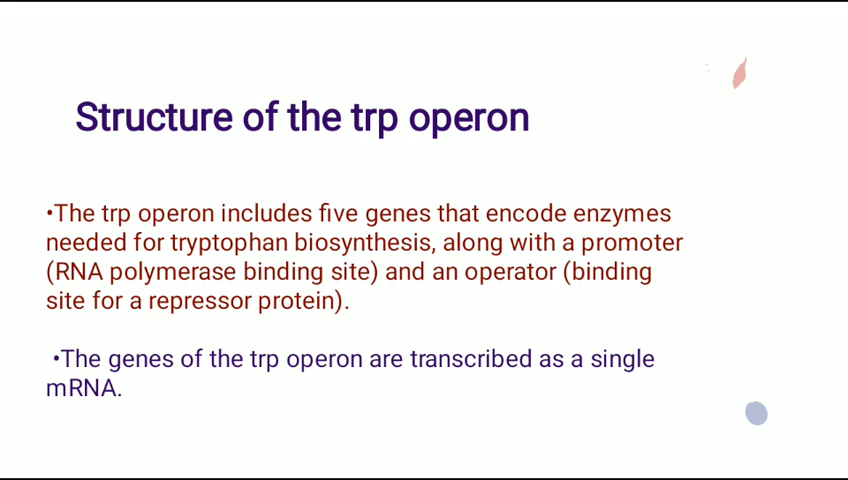 Structure of the trp operon
•The trp operon includes five genes that encode enzymes
needed for tryptophan biosynthesis, along with a promoter
(RNA polymerase binding site) and an operator (binding
site for a repressor protein).
•The genes of the trp operon are transcribed as a single
mRNA.